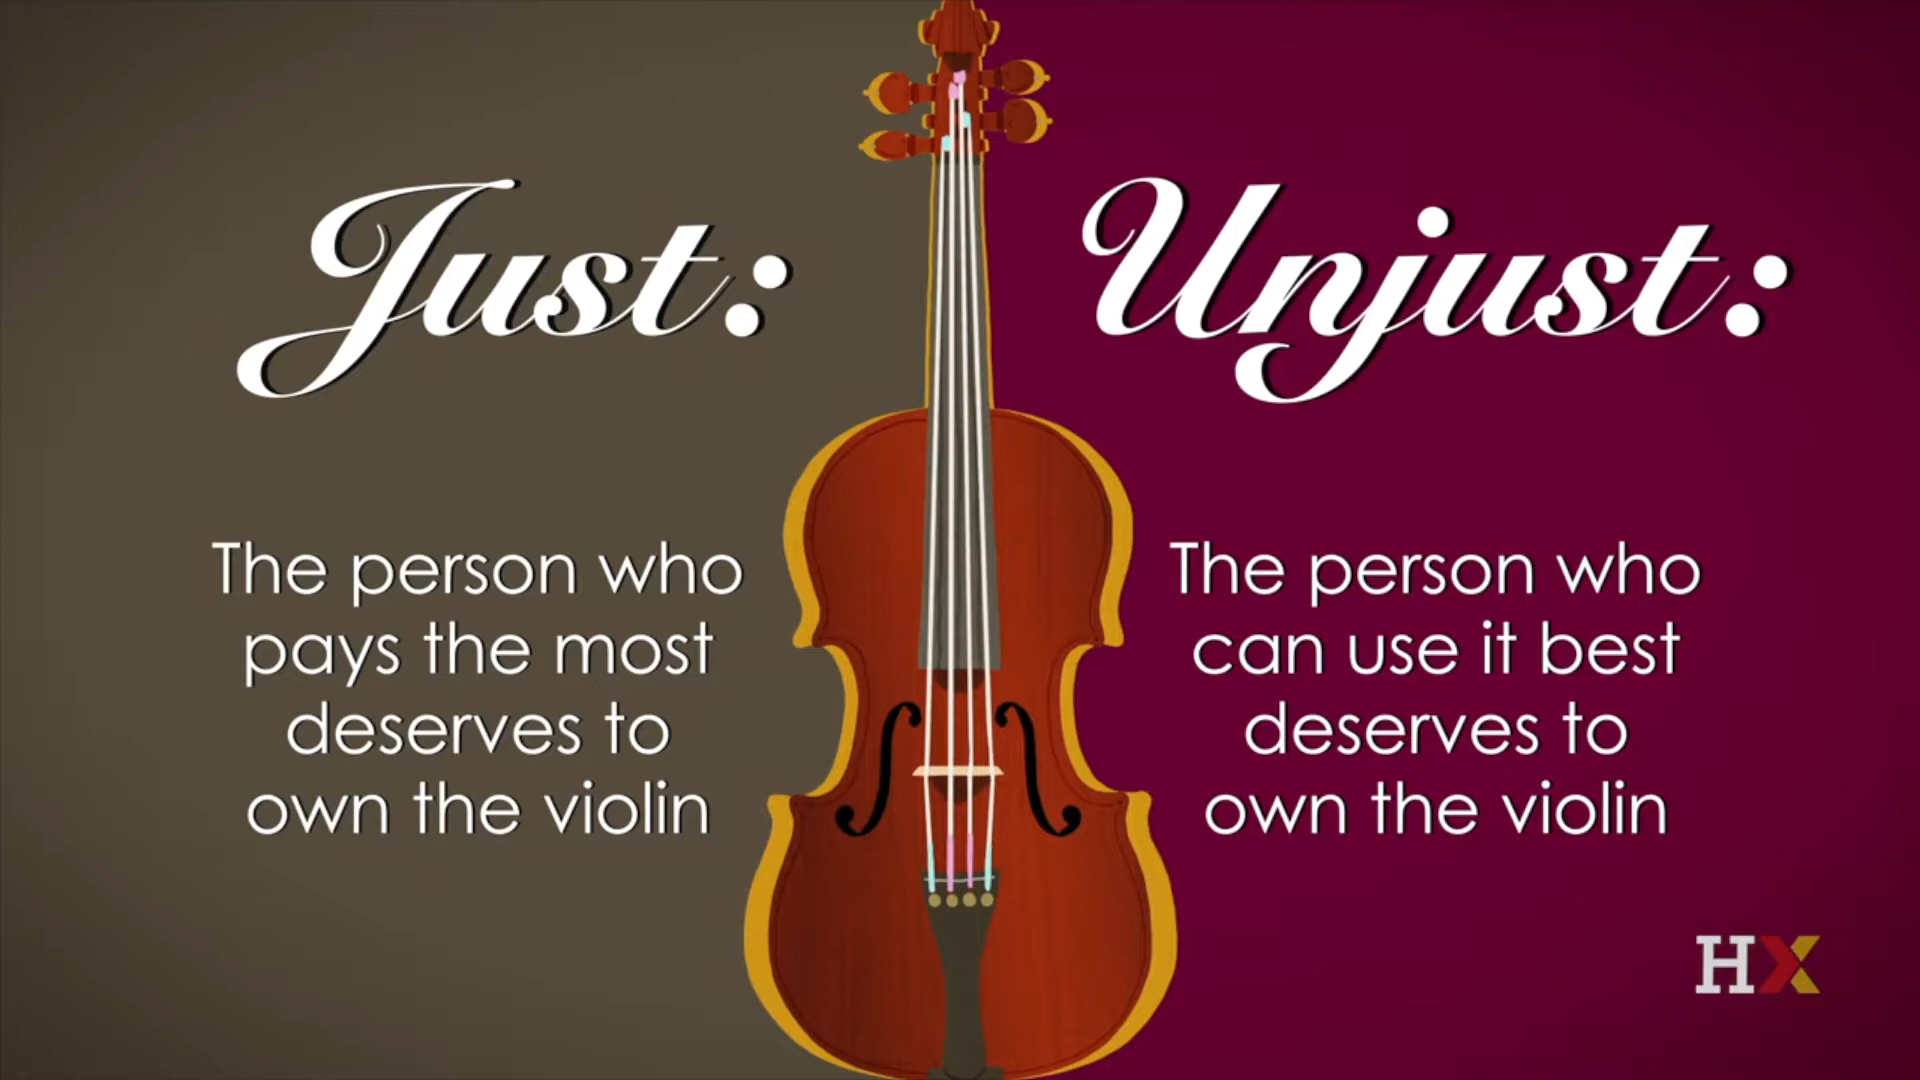 Just:
The person who
pays the most
deserves to
own the violin
Unjust:
The person who
can use it best
deserves to
own the violin
HX